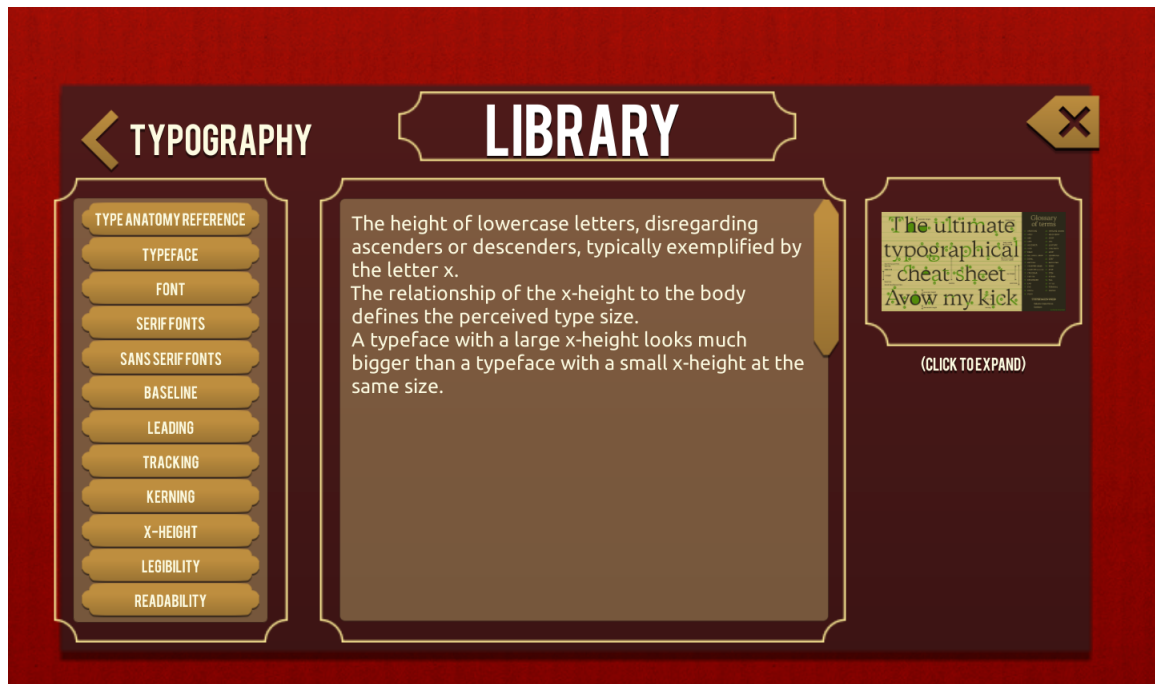 TYPOGRAPHY
LIBRARY
TYPE ANATOMY REFERENCE
TYPEFACE
FONT
SERIF FONTS
SANS SERIF FONTS
BASELINE
LEADING
TRACKING
KERNING
X-HEIGHT
LEGIBILITY
READABILITY
The height of lowercase letters, disregarding
ascenders or descenders, typically exemplified by
the letter x.
The relationship of the x-height to the body
defines the perceived type size.
A typeface with a large x-height looks much
bigger than a typeface with a small x-height at the
same size.
The ultimate
typographical
cheat sheet
Avow my kick
Glossary
of terms
(CLICK TO EXPAND)